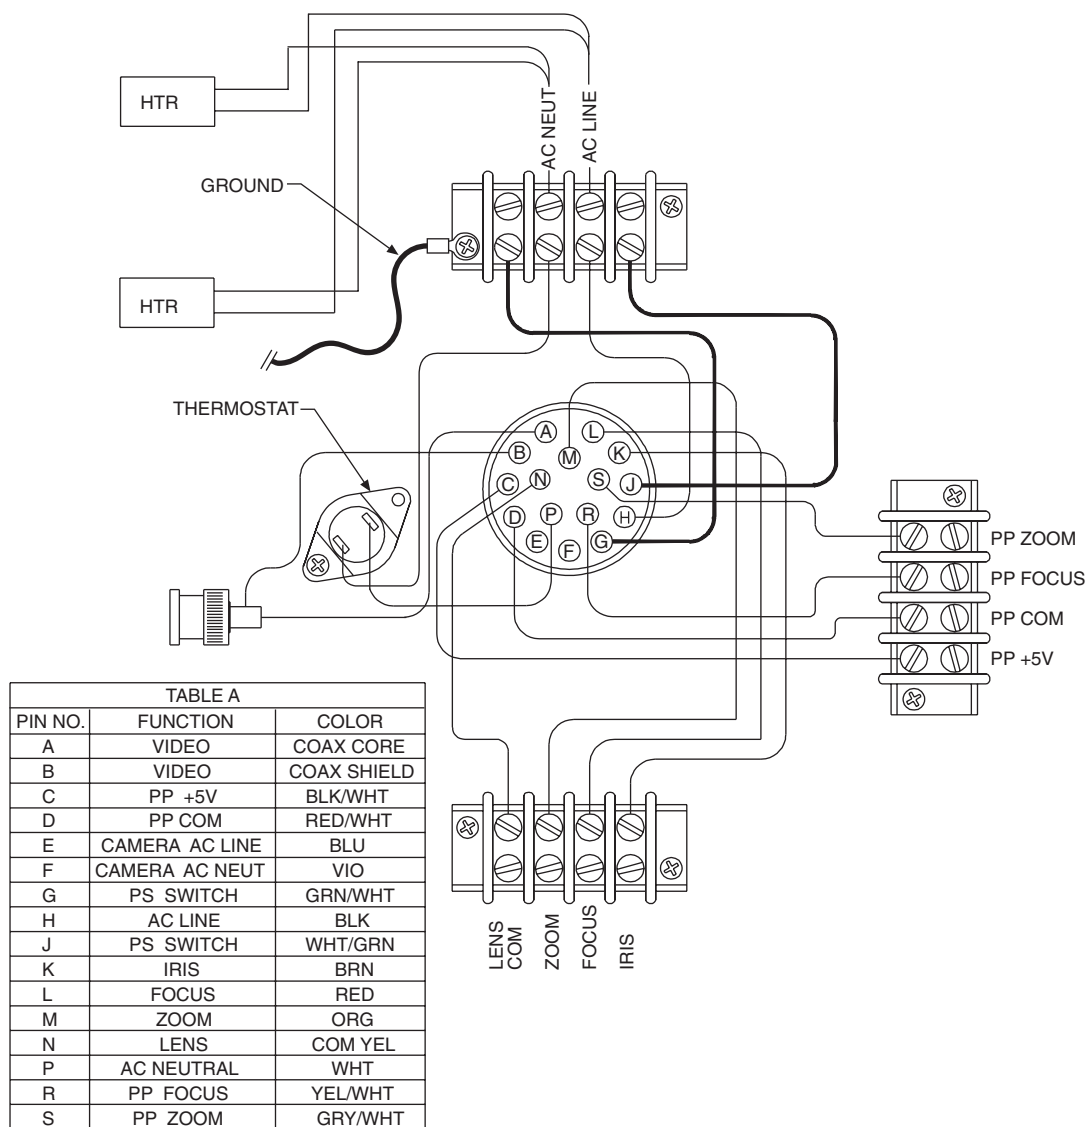 HTR
AC NEUT
AC LINE
GROUND
HTR
THERMOSTAT
A
L
B
M
K
C
N
S
J
D
P
R
H
E
F
G
PP ZOOM
PP FOCUS
PP COM
PP +5V
LENS COM
ZOOM
FOCUS
IRIS
TABLE A
PIN NO. FUNCTION COLOR
A VIDEO COAX CORE
B VIDEO COAX SHIELD
C PP +5V BLK/WHT
D PP COM RED/WHT
E CAMERA AC LINE BLU
F CAMERA AC NEUT VIO
G PS SWITCH GRN/WHT
H AC LINE BLK
J PS SWITCH WHT/GRN
K IRIS BRN
L FOCUS RED
M ZOOM ORG
N LENS COM YEL
P AC NEUTRAL WHT
R PP FOCUS YEL/WHT
S PP ZOOM GRY/WHT